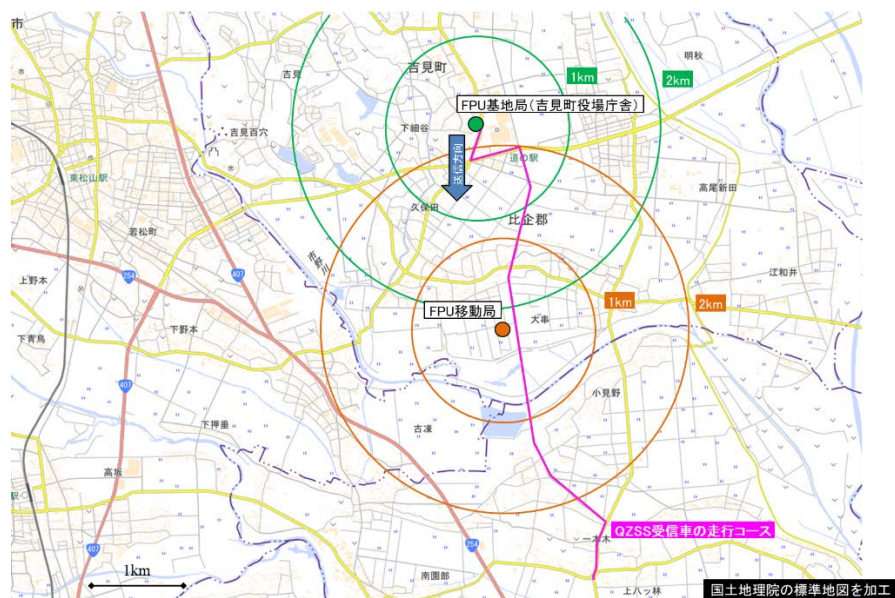 市
明秋
吉見町
吉見
1km
2km
FPU基地局(吉見町役場庁舎)
下細谷
吉見百穴
送信方向
道の駅
東松山駅
高尾新田
久保田
比企郡
若松町
市野川
上野本
254
407
江和井
1km
2km
FPU移動局
大串
下野本
下青鳥
407
小見野
古凍
下押垂
高坂
駅
QZSS受信車の走行コース
一本木
407
254
1km
南園部
上八ッ林
国土地理院の標準地図を加工